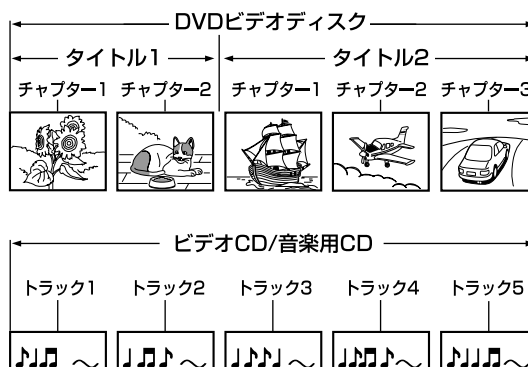 DVDビデオディスク
タイトル1 タイトル2
チャプター1 チャプター2 チャプター1 チャプター2 チャプター3
ビデオCD/音楽用CD
トラック1 トラック2 トラック3 トラック4 トラック5